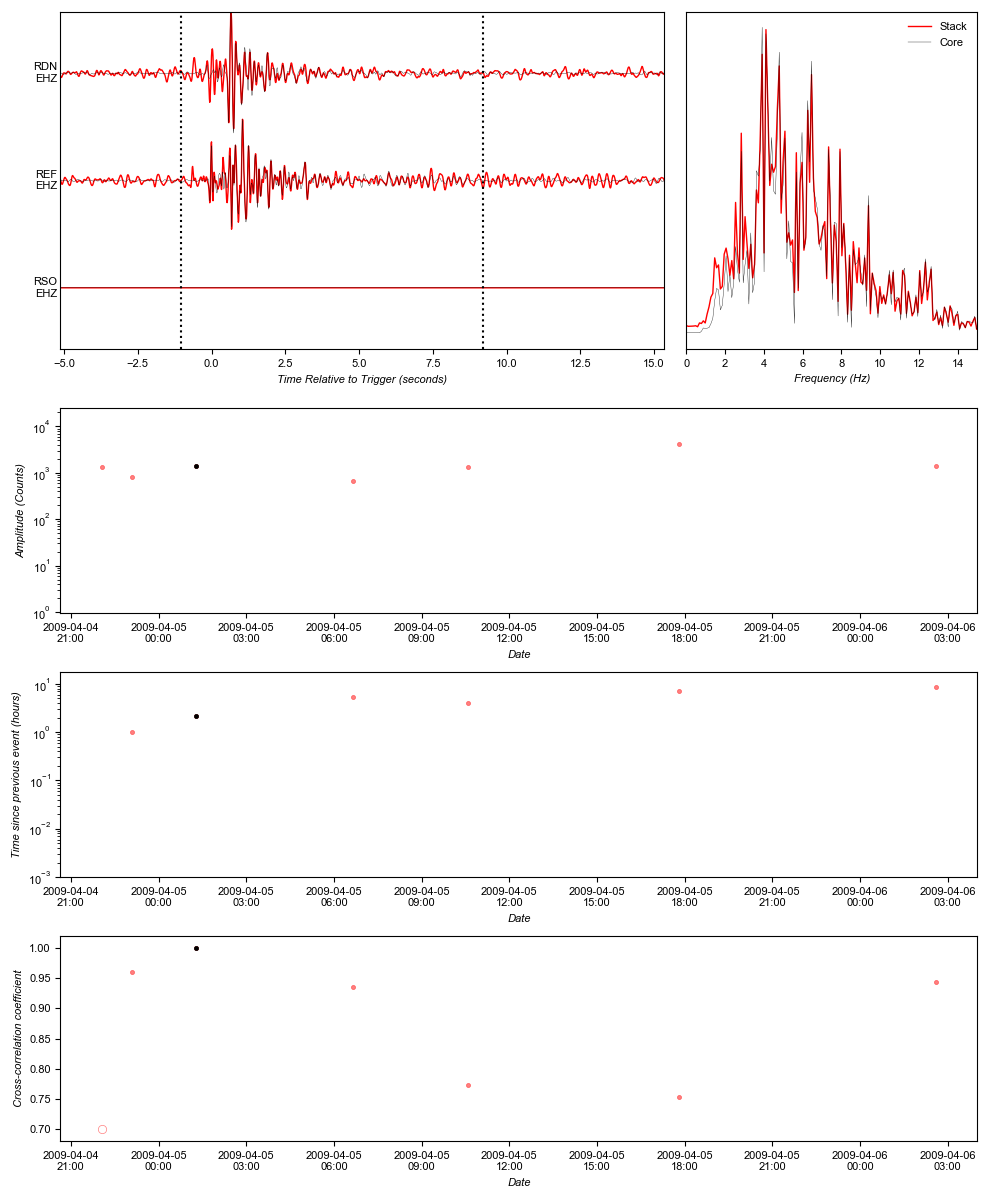 RDN
EHZ
REF
EHZ
RSO
EHZ
−5.0 −2.5 0.0 2.5 5.0 7.5 10.0 12.5 15.0
Time Relative to Trigger (seconds)
Stack
Core
0 2 4 6 8 10 12 14
Frequency (Hz)
10^4
10^3
10^2
10^1
10^0
Amplitude (Counts)
2009-04-04 2009-04-05 2009-04-05 2009-04-05 2009-04-05 2009-04-05 2009-04-05 2009-04-05 2009-04-05 2009-04-06 2009-04-06
21:00 00:00 03:00 06:00 09:00 12:00 15:00 18:00 21:00 00:00 03:00
Date
10^1
10^0
10^−1
10^−2
10^−3
Time since previous event (hours)
2009-04-04 2009-04-05 2009-04-05 2009-04-05 2009-04-05 2009-04-05 2009-04-05 2009-04-05 2009-04-05 2009-04-06 2009-04-06
21:00 00:00 03:00 06:00 09:00 12:00 15:00 18:00 21:00 00:00 03:00
Date
1.00
0.95
0.90
0.85
0.80
0.75
0.70
Cross-correlation coefficient
2009-04-04 2009-04-05 2009-04-05 2009-04-05 2009-04-05 2009-04-05 2009-04-05 2009-04-05 2009-04-05 2009-04-06 2009-04-06
21:00 00:00 03:00 06:00 09:00 12:00 15:00 18:00 21:00 00:00 03:00
Date